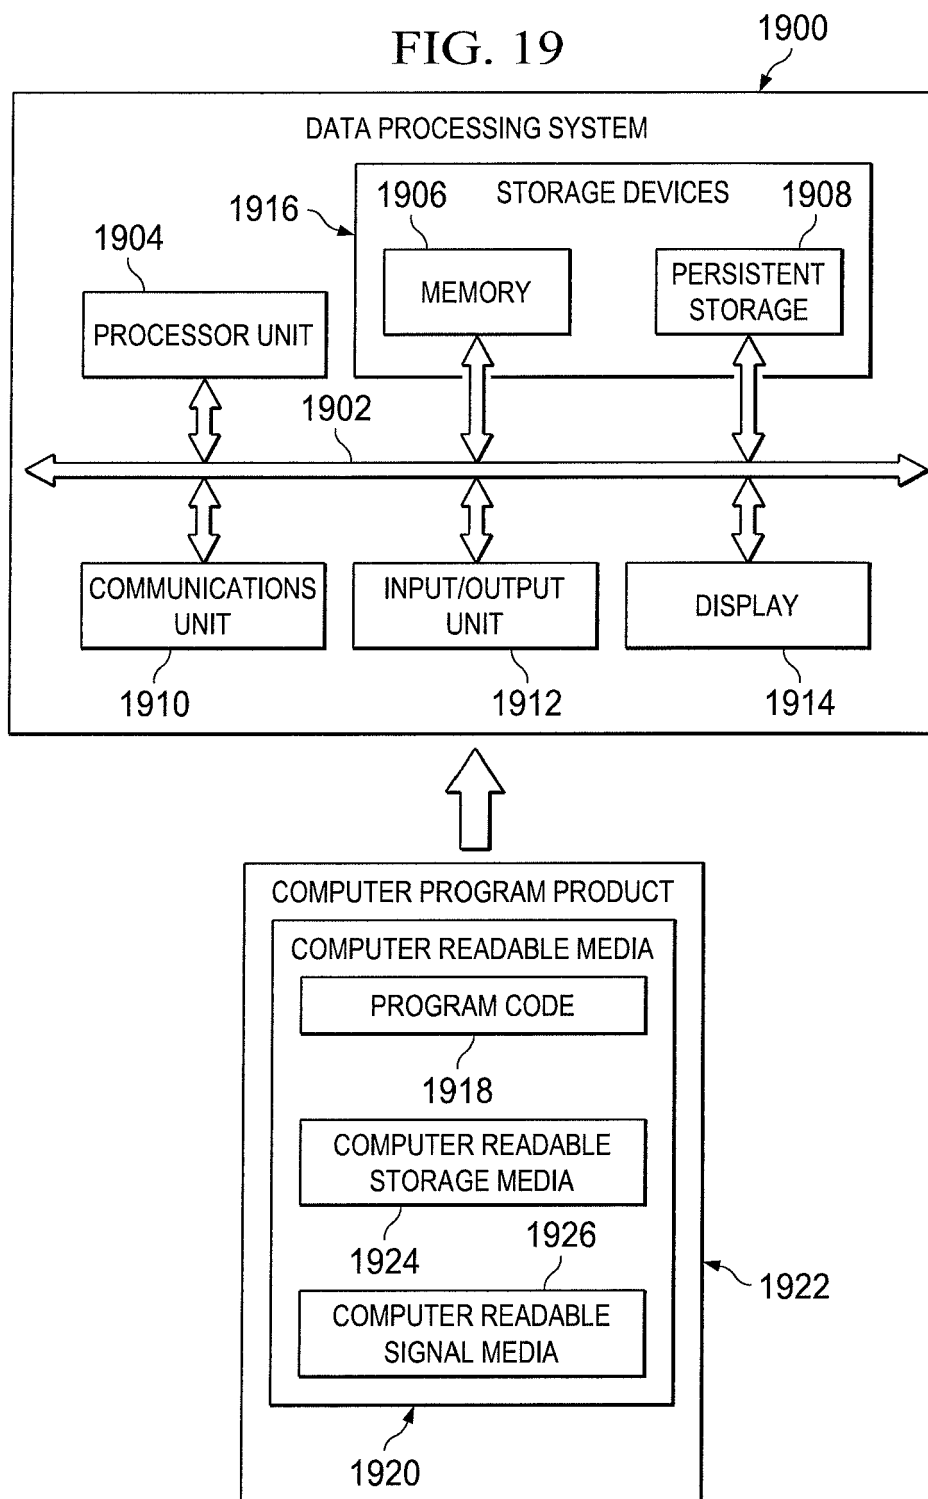 FIG. 19
1900
DATA PROCESSING SYSTEM
STORAGE DEVICES
1916
1906
1908
1904
MEMORY
PERSISTENT
STORAGE
PROCESSOR UNIT
1902
COMMUNICATIONS
UNIT
INPUT/OUTPUT
UNIT
DISPLAY
1910
1912
1914
COMPUTER PROGRAM PRODUCT
COMPUTER READABLE MEDIA
PROGRAM CODE
1918
COMPUTER READABLE
STORAGE MEDIA
1924
1926
1922
COMPUTER READABLE
SIGNAL MEDIA
1920